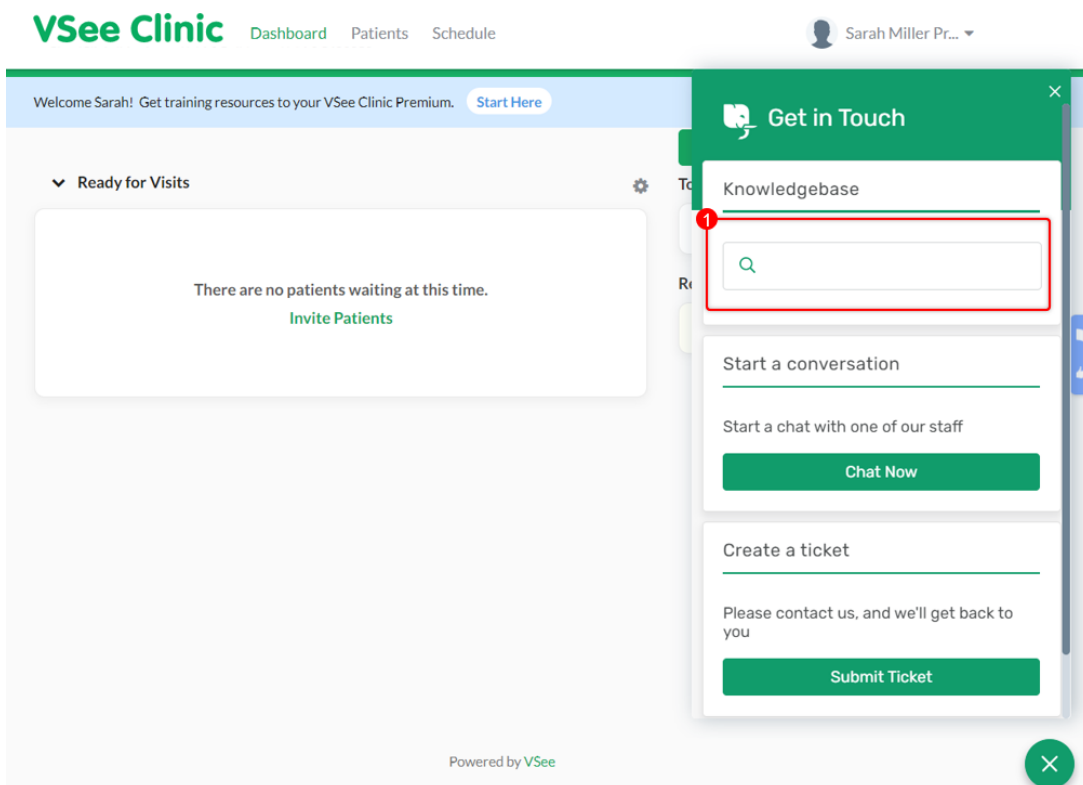 VSee Clinic Dashboard Patients Schedule Sarah Miller Pr...
Welcome Sarah! Get training resources to your VSee Clinic Premium. Start Here
Ready for Visits
There are no patients waiting at this time.
Invite Patients
Get in Touch
Knowledgebase
1
Start a conversation
Start a chat with one of our staff
Chat Now
Create a ticket
Please contact us, and we'll get back to
you
Submit Ticket
Powered by VSee